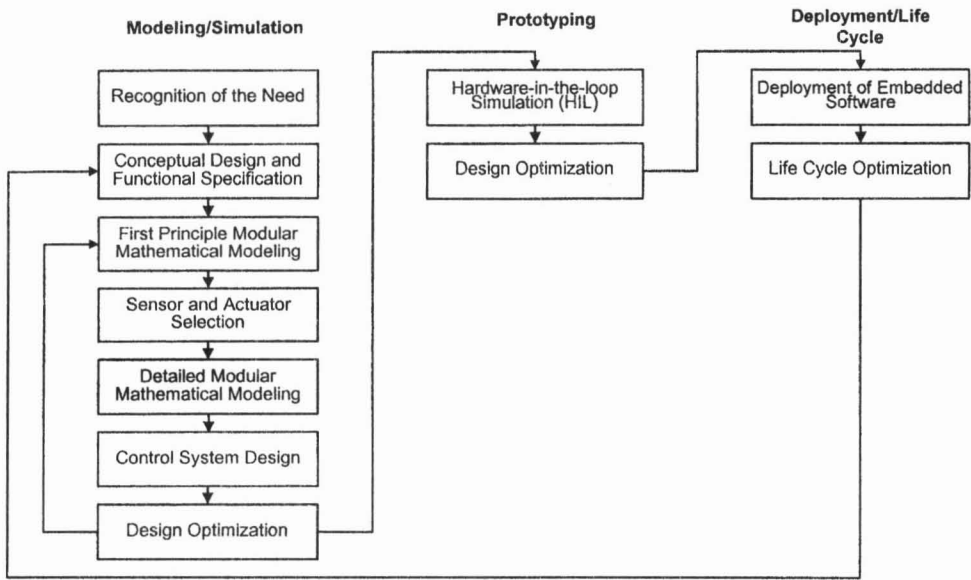 Modeling/Simulation
Recognition of the Need
Conceptual Design and
Functional Specification
First Principle Modular
Mathematical Modeling
Sensor and Actuator
Selection
Detailed Modular
Mathematical Modeling
Control System Design
Design Optimization
Prototyping
Hardware-in-the-loop
Simulation (HIL)
Design Optimization
Deployment/Life
Cycle
Deployment of Embedded
Software
Life Cycle Optimization